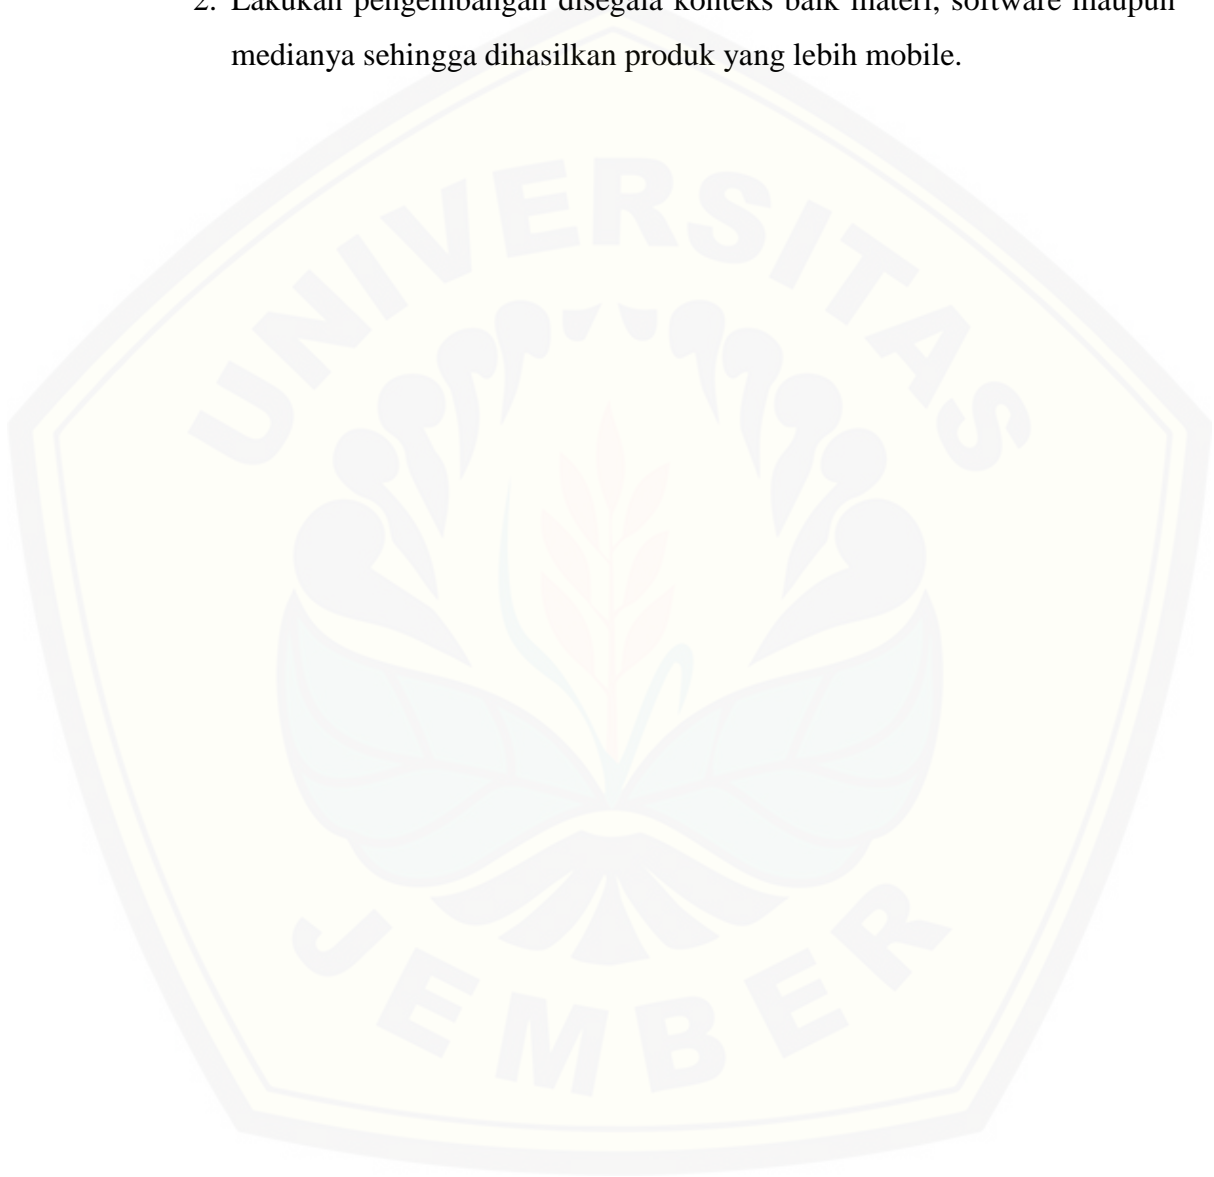 2. Lakukan pengembangan disegala konteks baik materi, software maupun
medianya sehingga dihasilkan produk yang lebih mobile.
UNIVERSITAS
JEMBER